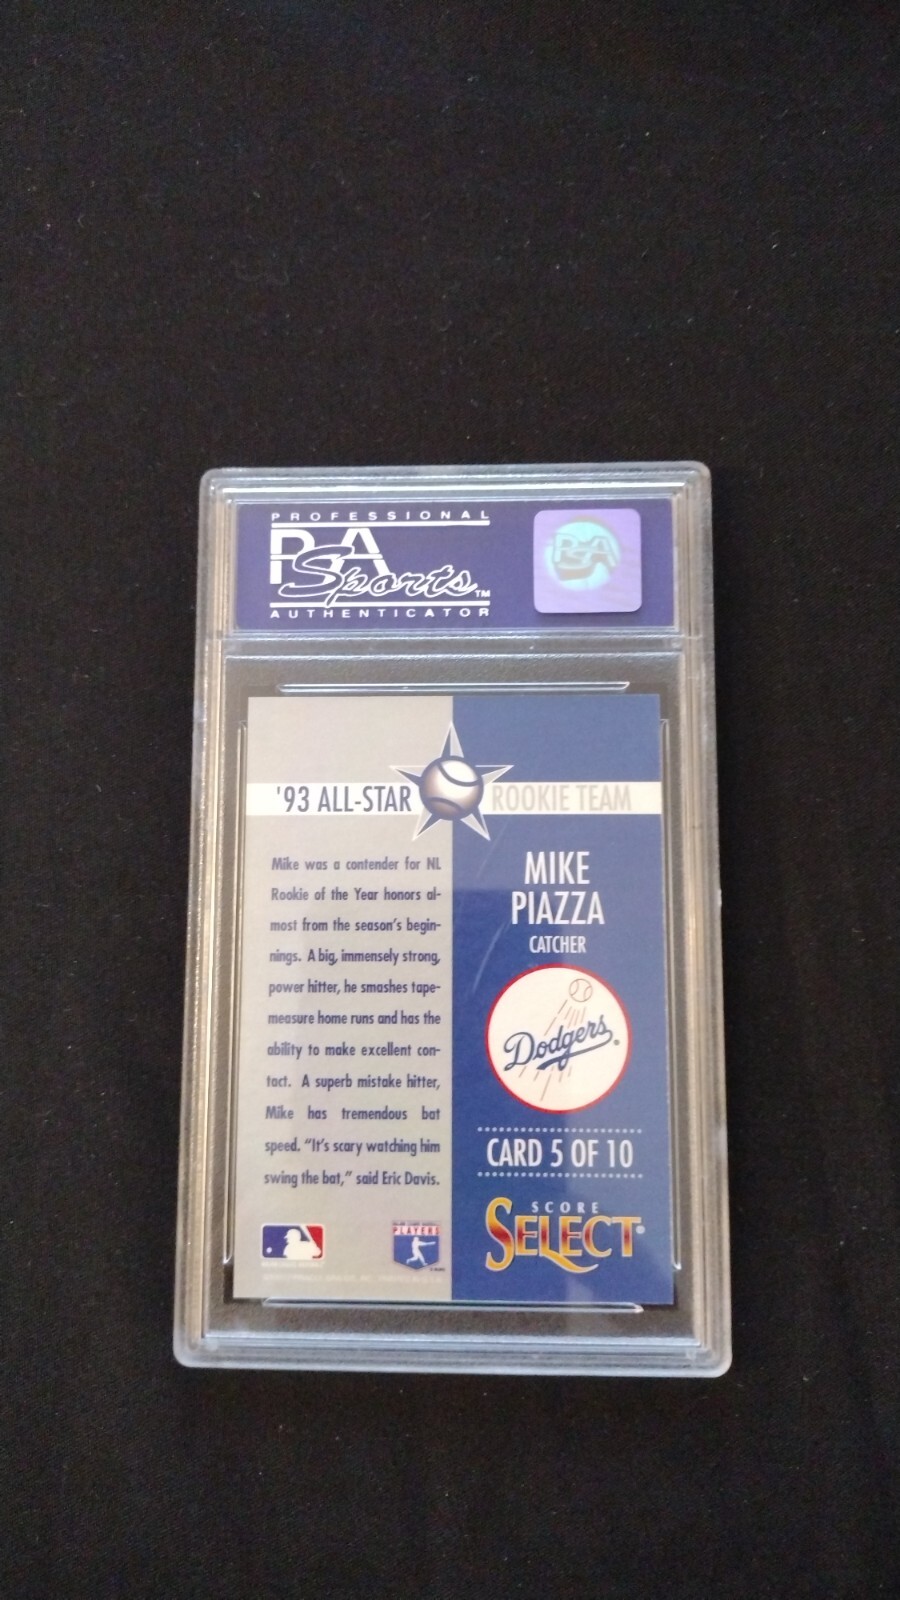 PROFESSIONAL
PSA
Sports™
AUTHENTICATOR
PSA
'93 ALL-STAR ROOKIE TEAM
Mike was a contender for NL
Rookie of the Year honors al-
most from the season's begin-
nings. A big, immensely strong,
power hitter, he smashes tape-
measure home runs and has the
ability to make excellent con-
tact. A superb mistake hitter,
Mike has tremendous bat
speed. "It's scary watching him
swing the bat," said Eric Davis.
MIKE
PIAZZA
CATCHER
Dodgers®
CARD 5 OF 10
SCORE
SELECT®
PLAYERS